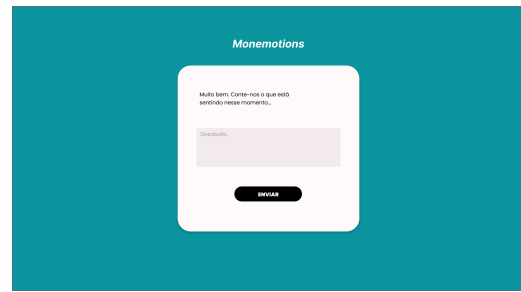 Monemotions
Muito bem. Conte-nos o que está
sentindo nesse momento...
Desabafe...
ENVIAR